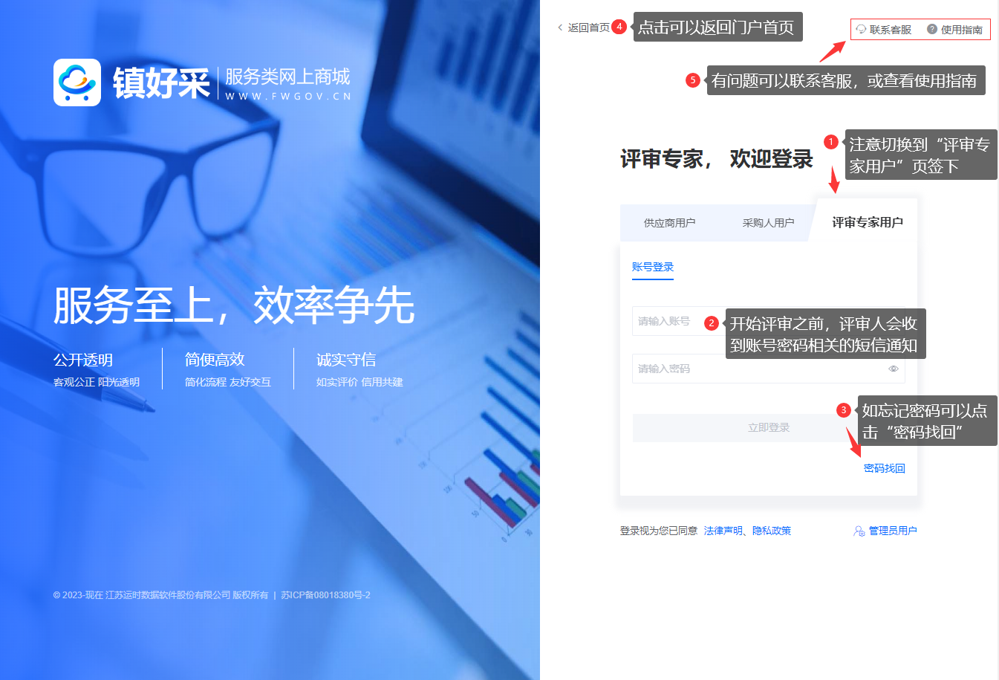 镇好采
服务类网上商城
WWW.FWGOV.CN
服务至上，效率争先
公开透明
客观公正 阳光透明
简便高效
简化流程 友好交互
诚实守信
如实评价 信用共建
© 2023-现在 江苏运时数据软件股份有限公司 版权所有 | 苏ICP备08018380号-2
返回首页
4
点击可以返回门户首页
联系客服
? 使用指南
5
有问题可以联系客服，或查看使用指南
1
注意切换到“评审专
家用户”页签下
评审专家， 欢迎登录
供应商用户
采购人用户
评审专家用户
账号登录
请输入账号
2
开始评审之前，评审人会收
到账号密码相关的短信通知
请输入密码
3
如忘记密码可以点
击“密码找回”
立即登录
密码找回
登录视为您已同意 法律声明、隐私政策
管理员用户